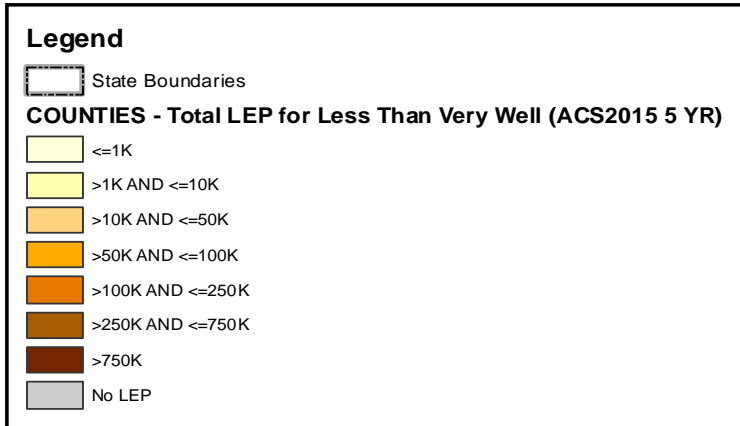 Legend
State Boundaries
COUNTIES - Total LEP for Less Than Very Well (ACS2015 5 YR)
<=1K
>1K AND <=10K
>10K AND <=50K
>50K AND <=100K
>100K AND <=250K
>250K AND <=750K
>750K
No LEP